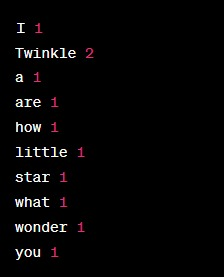 I 1
Twinkle 2
a 1
are 1
how 1
little 1
star 1
what 1
wonder 1
you 1